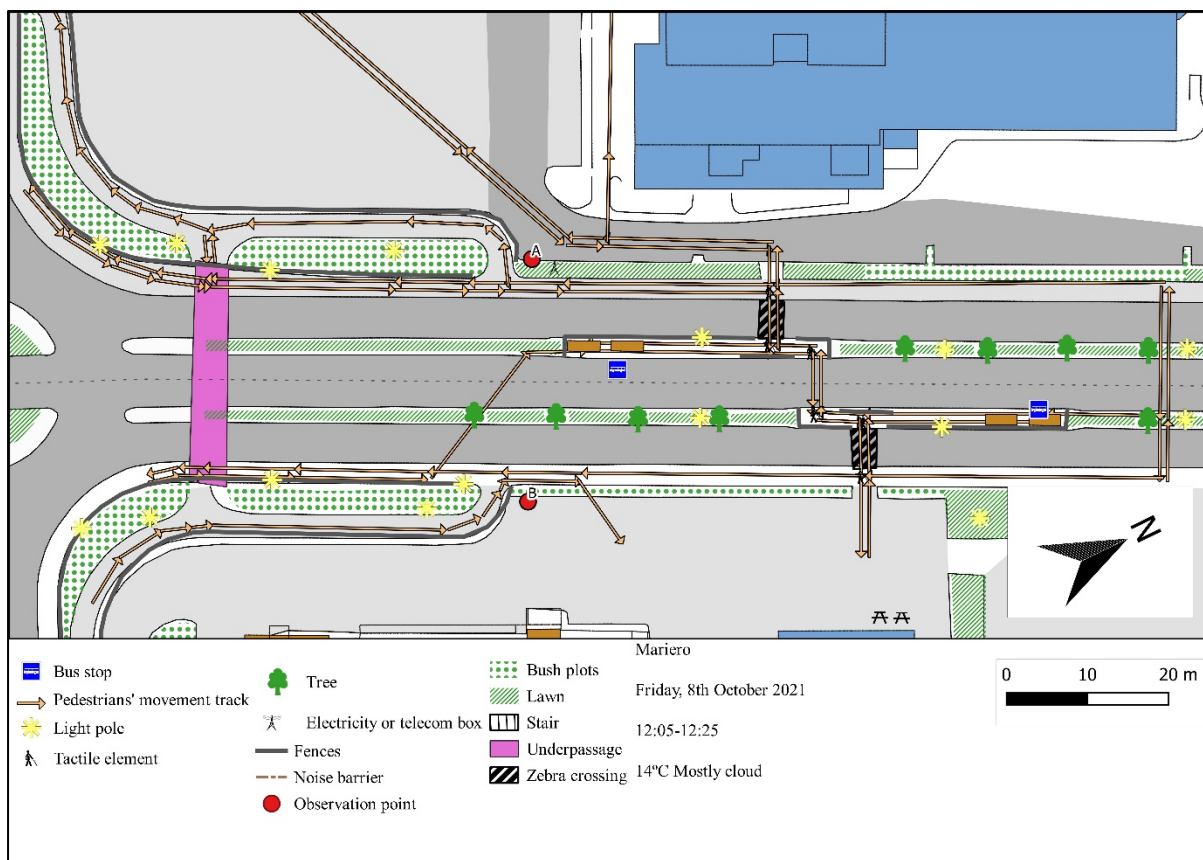 A
B
N
Bus stop
Pedestrians' movement track
Light pole
Tactile element
Tree
Electricity or telecom box
Fences
Noise barrier
Observation point
Bush plots
Lawn
Stair
Underpassage
Zebra crossing
Mariero
Friday, 8th October 2021
12:05-12:25
14ºC Mostly cloud
0 10 20 m